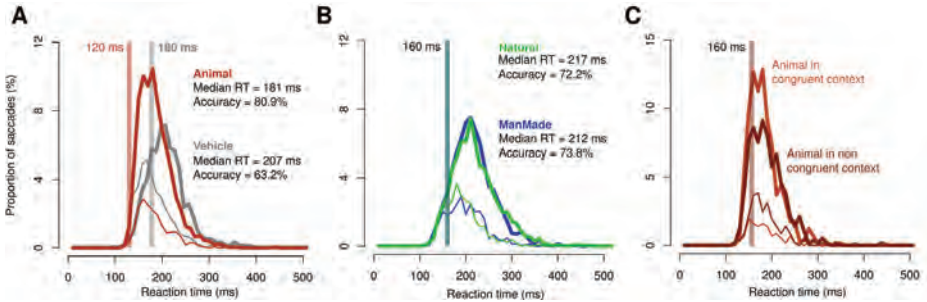 A
120 ms
180 ms
Animal
Median RT = 181 ms
Accuracy = 80.9%
Vehicle
Median RT = 207 ms
Accuracy = 63.2%
Proportion of saccades (%)
12
8
4
0
0 100 200 300 400 500
Reaction time (ms)
B
160 ms
Natural
Median RT = 217 ms
Accuracy = 72.2%
ManMade
Median RT = 212 ms
Accuracy = 73.8%
12
8
4
0
0 100 200 300 400 500
Reaction time (ms)
C
160 ms
Animal in
congruent context
Animal in non
congruent context
15
10
5
0
0 100 200 300 400 500
Reaction time (ms)